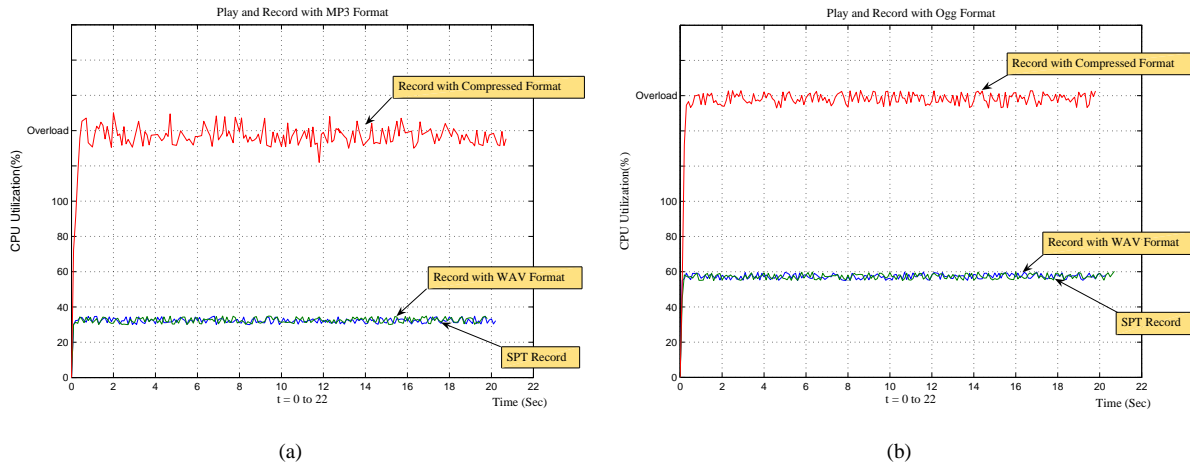 Play and Record with MP3 Format
Record with Compressed Format
Overload
100
80
60
40
20
0
CPU Utilization(%)
Record with WAV Format
SPT Record
0 2 4 6 8 10 12 14 16 18 20 22
t = 0 to 22
Time (Sec)
(a)
Play and Record with Ogg Format
Record with Compressed Format
Overload
100
80
60
40
20
0
CPU Utilization(%)
Record with WAV Format
SPT Record
0 2 4 6 8 10 12 14 16 18 20 22
t = 0 to 22
Time (Sec)
(b)